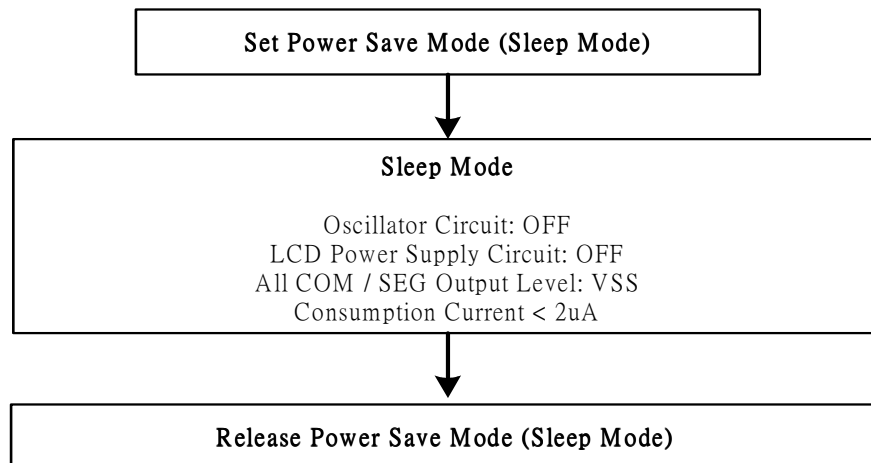 Set Power Save Mode (Sleep Mode)
Sleep Mode
Oscillator Circuit: OFF
LCD Power Supply Circuit: OFF
All COM / SEG Output Level: VSS
Consumption Current < 2uA
Release Power Save Mode (Sleep Mode)